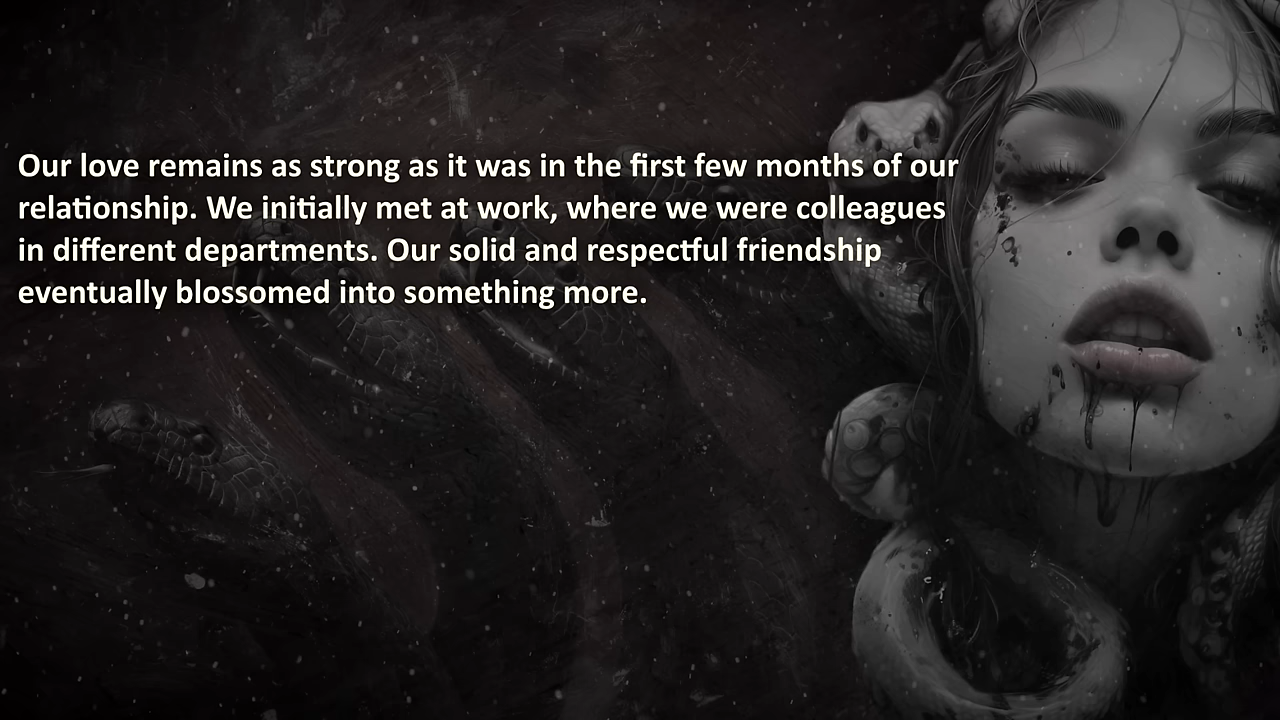 Our love remains as strong as it was in the first few months of our
relationship. We initially met at work, where we were colleagues
in different departments. Our solid and respectful friendship
eventually blossomed into something more.